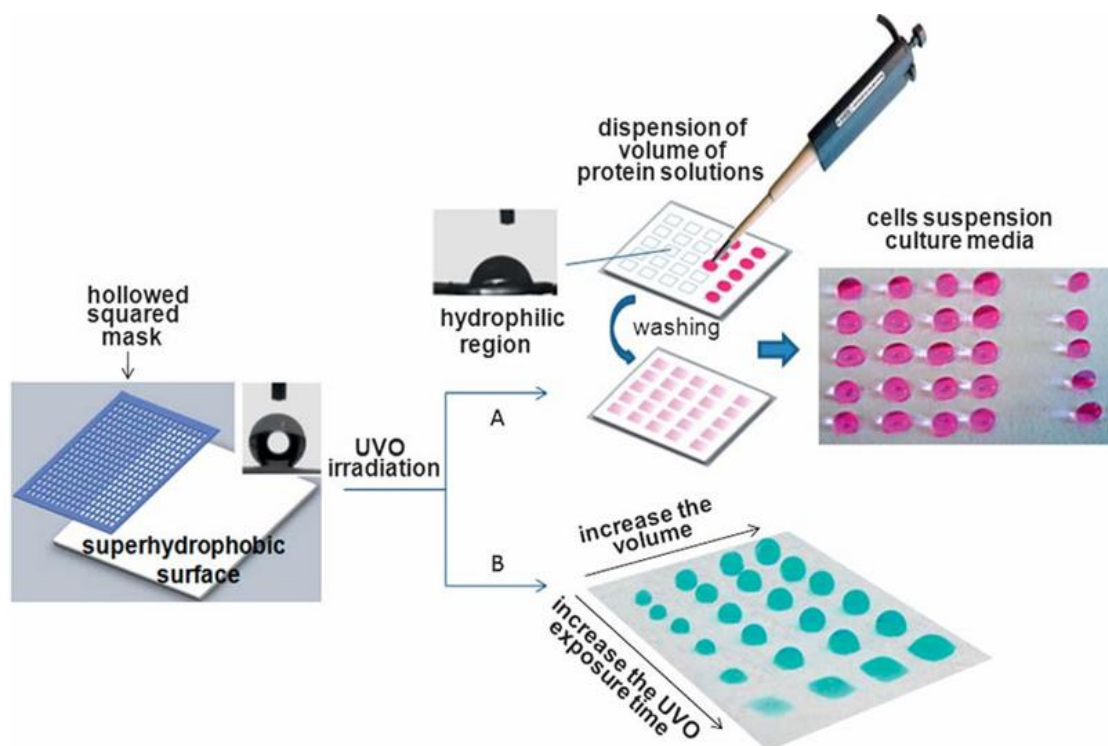 dispension of
volume of
protein solutions
cells suspension
culture media
hydrophilic
region
washing
hollowed
squared
mask
superhydrophobic
surface
UVO
irradiation
A
B
increase the
volume
increase the UVO
exposure time